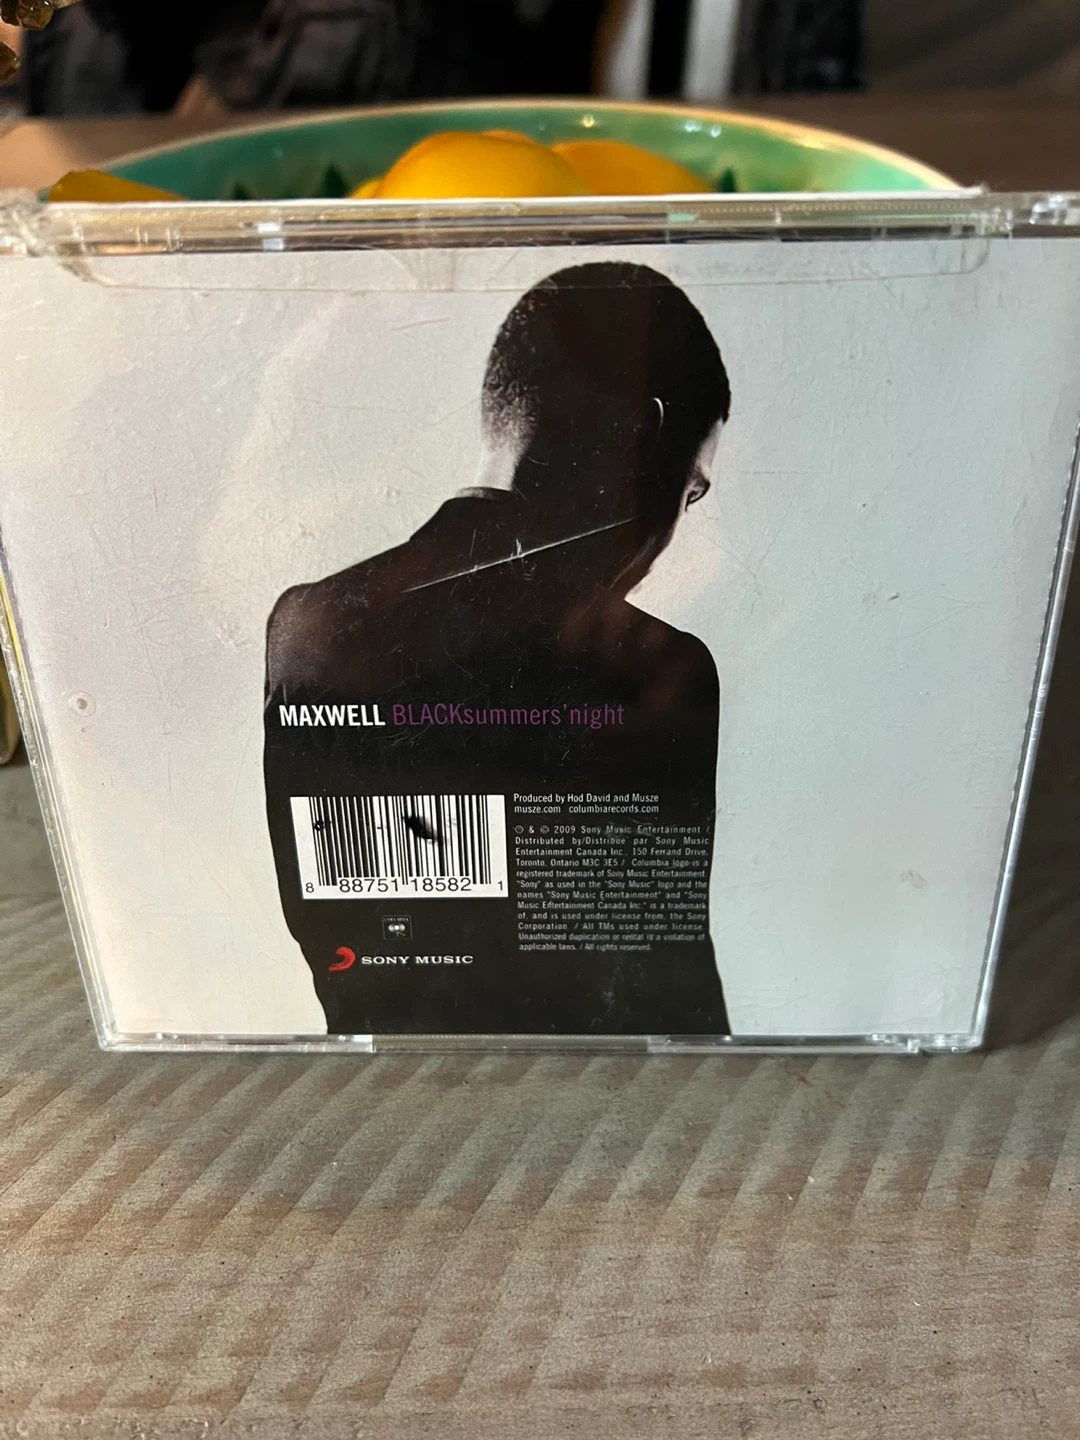 MAXWELL BLACKsummers'night
Produced by Hod David and Musze
musze.com columbiarecords.com
℗ & © 2009 Sony Music Entertainment /
Distributed by/Distribué par Sony Music
Entertainment Canada Inc., 150 Ferrand Drive,
Toronto, Ontario M3C 3E5 / Columbia logo is a
registered trademark of Sony Music Entertainment.
"Sony" as used in the "Sony Music" logo and the
names "Sony Music Entertainment" and "Sony
Music Entertainment Canada Inc." is a trademark
of, and is used under license from, the Sony
Corporation. / All TMs used under license.
Unauthorized duplication or rental is a violation of
applicable laws. / All rights reserved.
8 88751 18582 1
COLUMBIA
SONY MUSIC